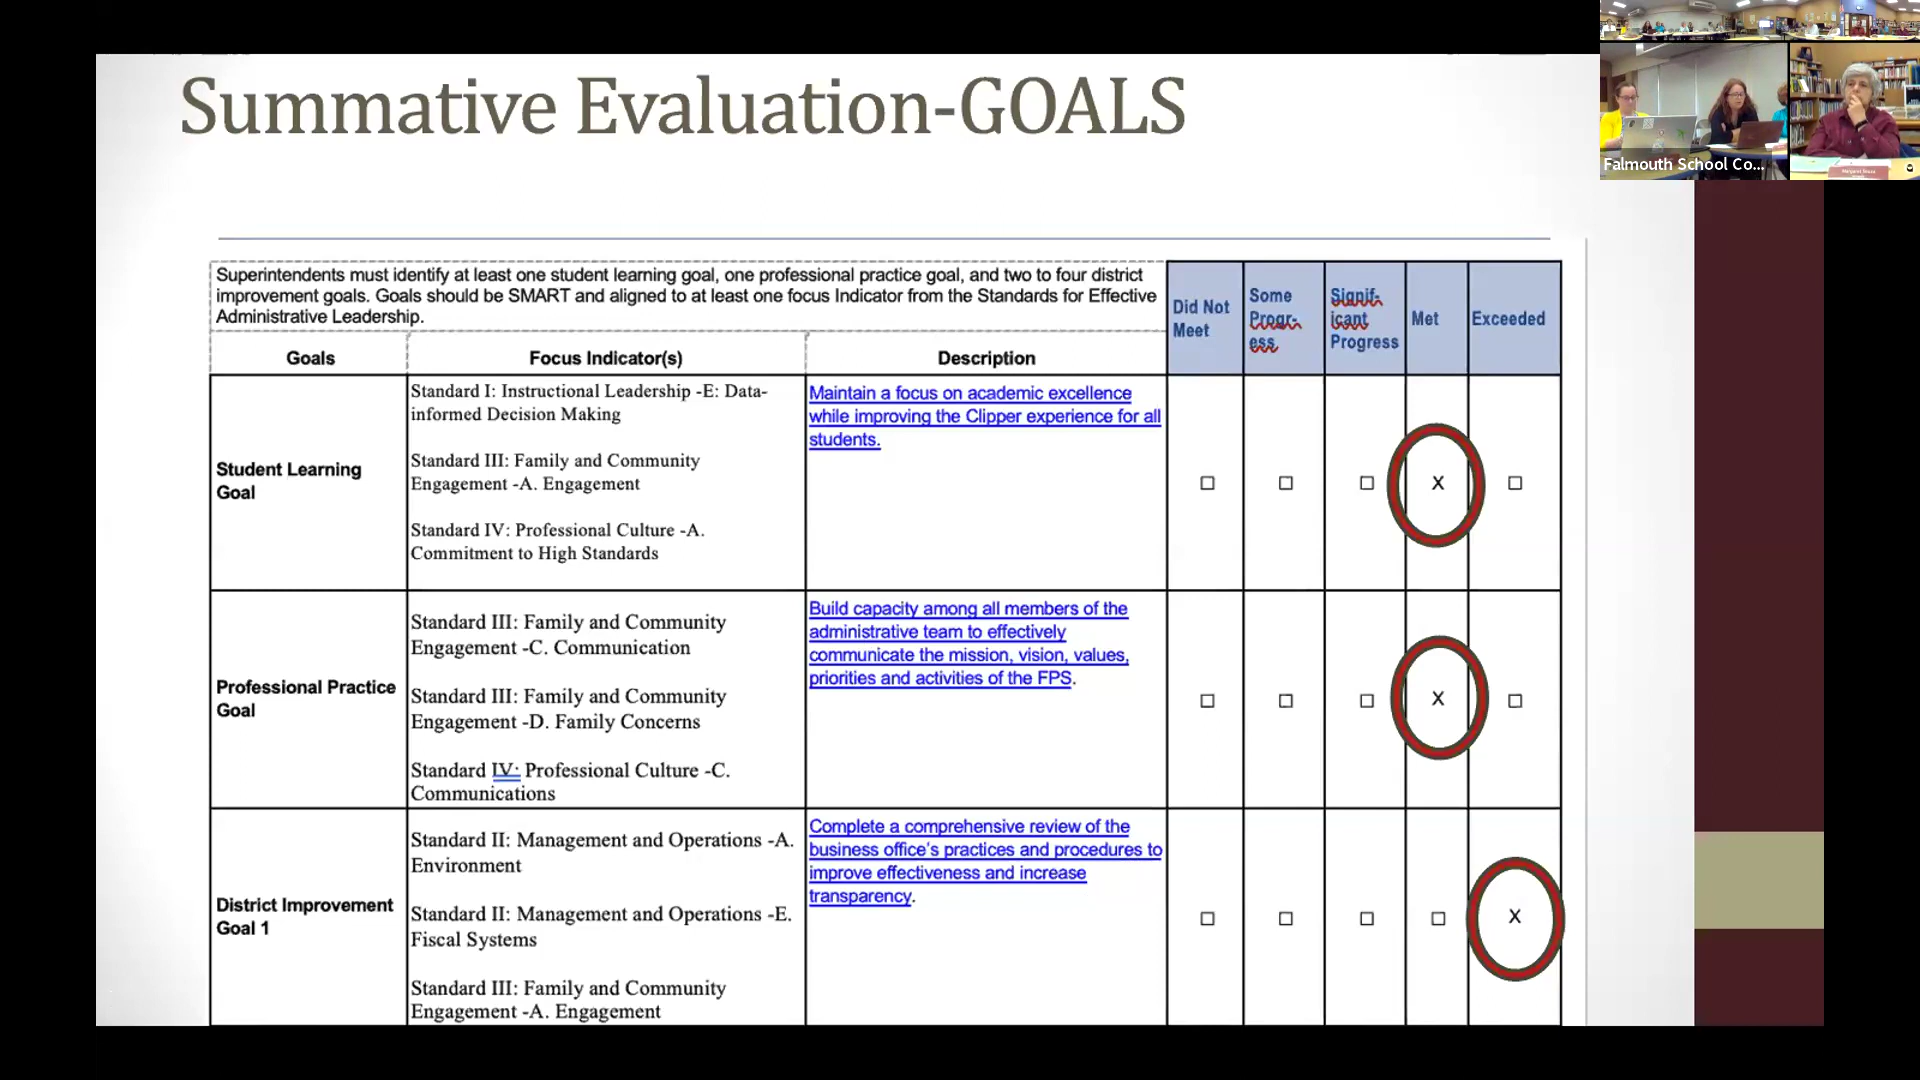 Summative Evaluation-GOALS
Falmouth School Co...
Superintendents must identify at least one student learning goal, one professional practice goal, and two to four district
improvement goals. Goals should be SMART and aligned to at least one focus Indicator from the Standards for Effective
Administrative Leadership.
Goals
Focus Indicator(s)
Description
Did Not
Meet
Some
Progr-
ess
Signif-
icant
Progress
Met
Exceeded
Student Learning
Goal
Standard I: Instructional Leadership -E: Data-
informed Decision Making
Standard III: Family and Community
Engagement -A. Engagement
Standard IV: Professional Culture -A.
Commitment to High Standards
Maintain a focus on academic excellence
while improving the Clipper experience for all
students.
☐ ☐ ☐ X ☐
Professional Practice
Goal
Standard III: Family and Community
Engagement -C. Communication
Standard III: Family and Community
Engagement -D. Family Concerns
Standard IV: Professional Culture -C.
Communications
Build capacity among all members of the
administrative team to effectively
communicate the mission, vision, values,
priorities and activities of the FPS.
☐ ☐ ☐ X ☐
District Improvement
Goal 1
Standard II: Management and Operations -A.
Environment
Standard II: Management and Operations -E.
Fiscal Systems
Standard III: Family and Community
Engagement -A. Engagement
Complete a comprehensive review of the
business office's practices and procedures to
improve effectiveness and increase
transparency.
☐ ☐ ☐ ☐ X